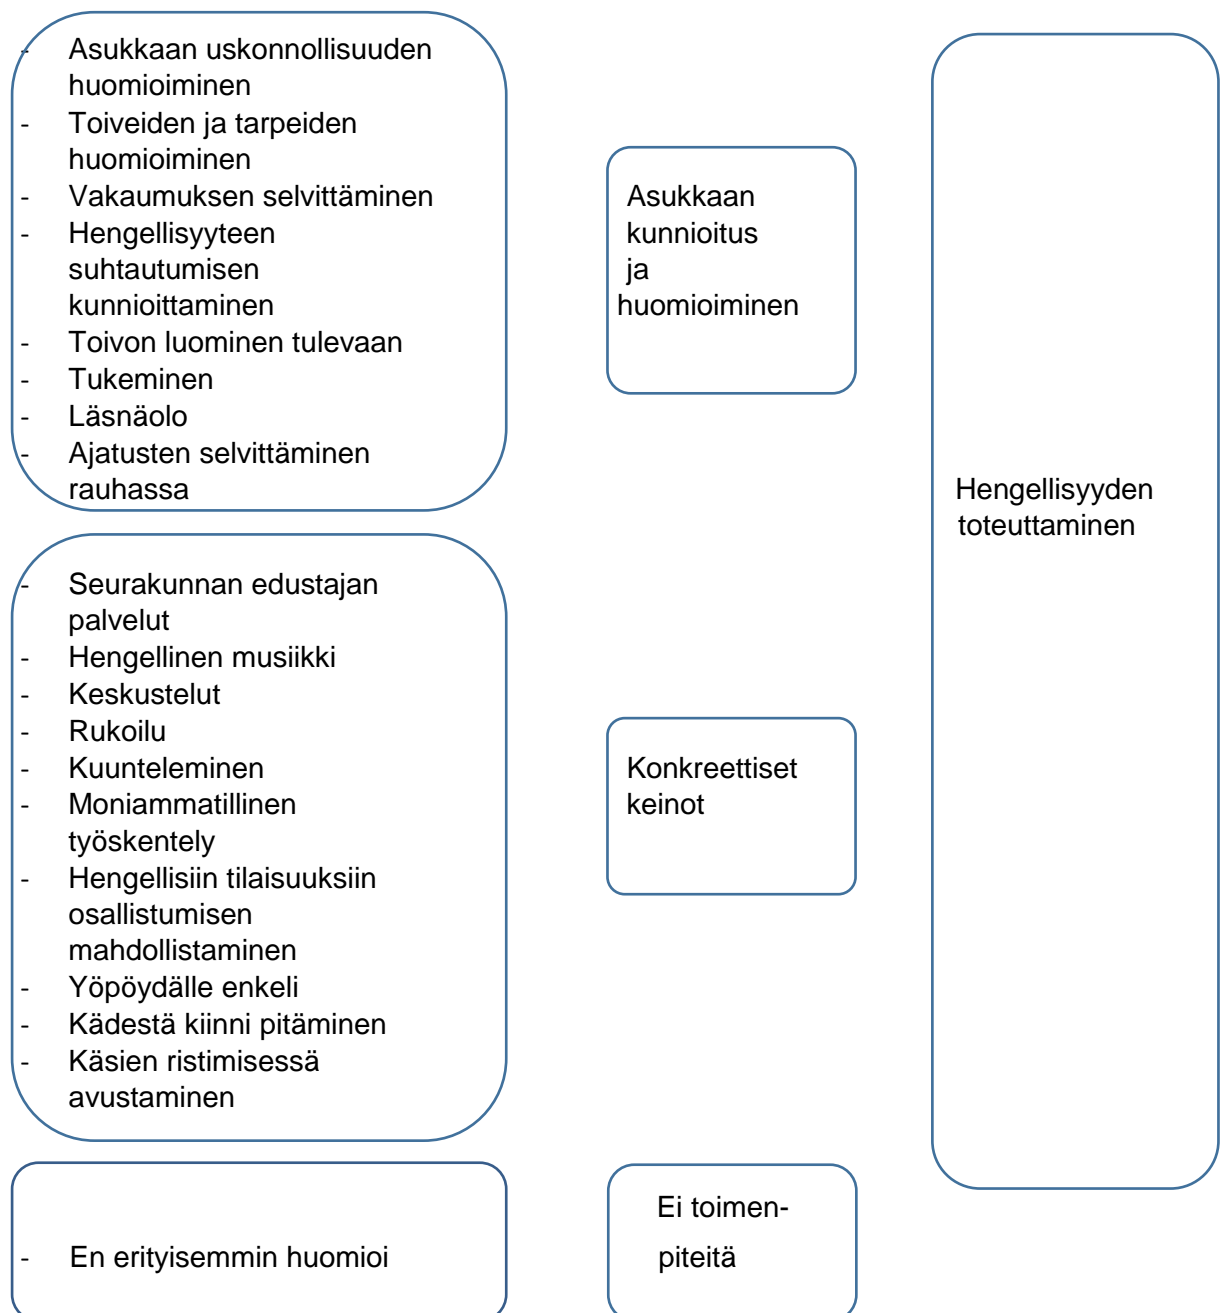 - Asukkaan uskonnollisuuden
huomioiminen
- Toiveiden ja tarpeiden
huomioiminen
- Vakaumuksen selvittäminen
- Hengellisyyteen
suhtautumisen
kunnioittaminen
- Toivon luominen tulevaan
- Tukeminen
- Läsnäolo
- Ajatusten selvittäminen
rauhassa
Asukkaan
kunnioitus
ja
huomioiminen
- Seurakunnan edustajan
palvelut
- Hengellinen musiikki
- Keskustelut
- Rukoilu
- Kuunteleminen
- Moniammatillinen
työskentely
- Hengellisiin tilaisuuksiin
osallistumisen
mahdollistaminen
- Yöpöydälle enkeli
- Kädestä kiinni pitäminen
- Käsien ristimisessä
avustaminen
Konkreettiset
keinot
- En erityisemmin huomioi
Ei toimen-
piteitä
Hengellisyyden
toteuttaminen